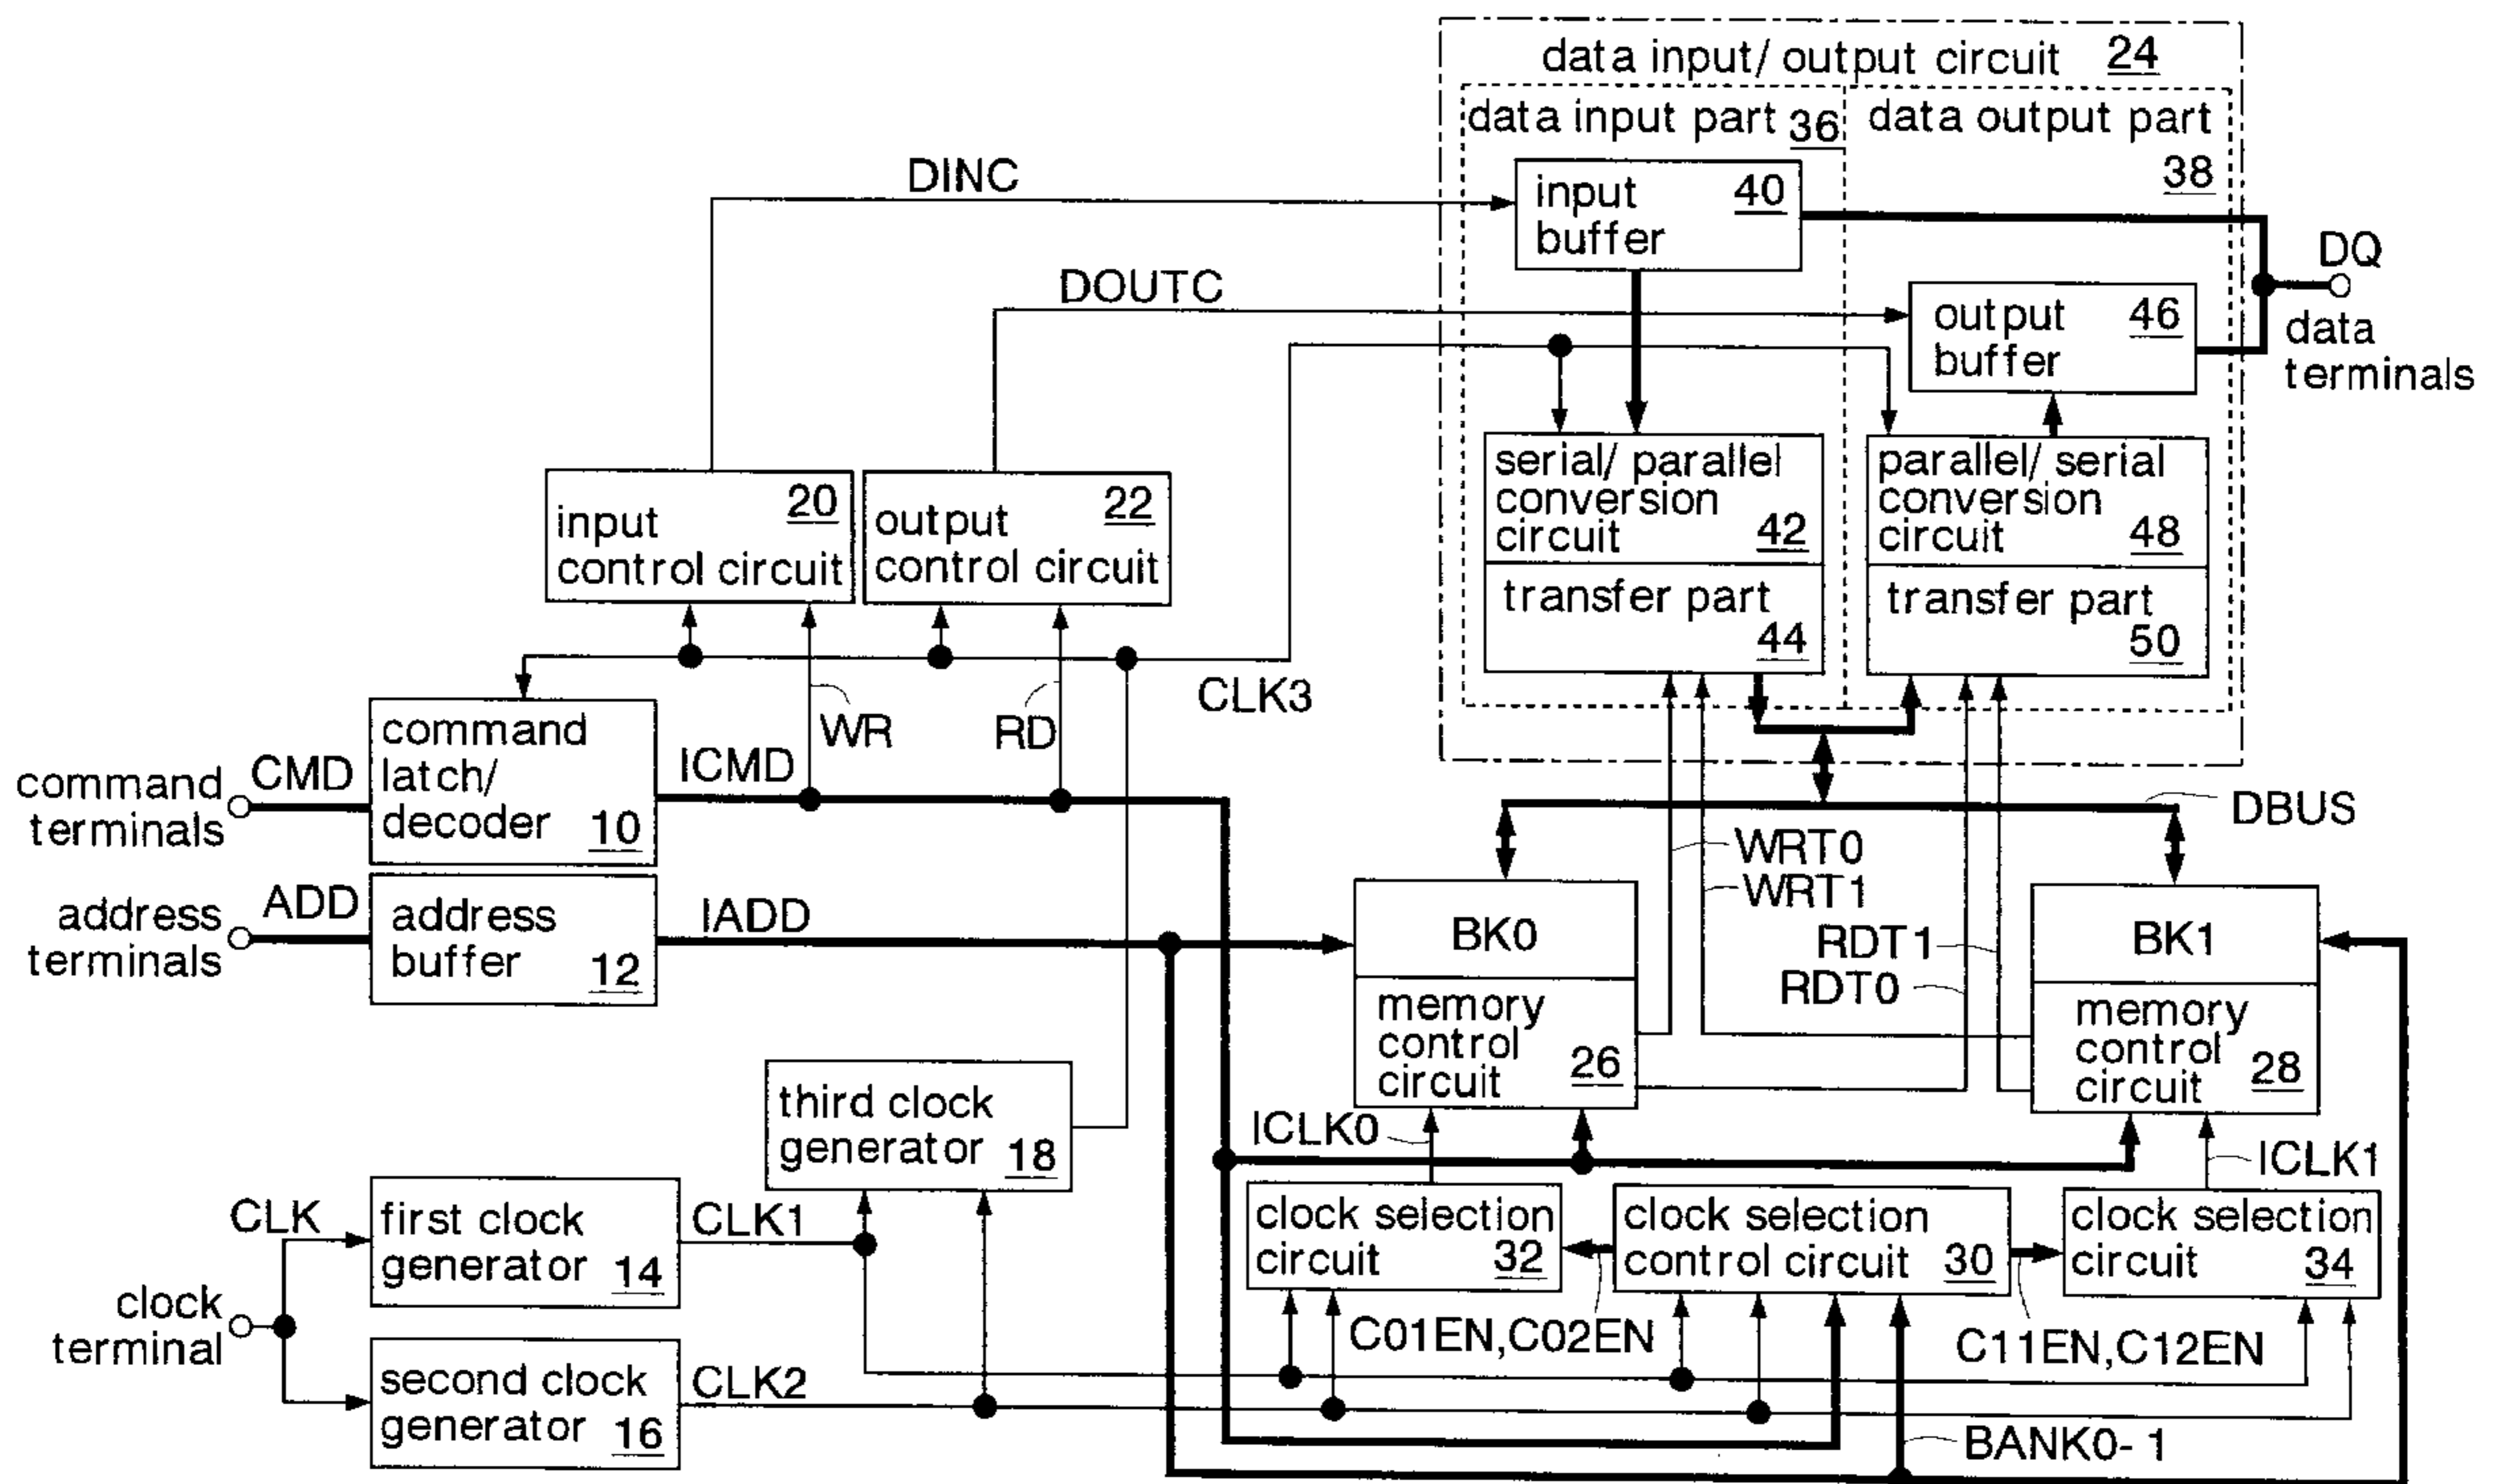 data input/ output circuit 24
data input part 36
data output part
38
DINC
input 40
buffer
DQ
data
terminals
DOUTC
output 46
buffer
serial/ parallel
conversion
circuit 42
transfer part
44
parallel/ serial
conversion
circuit 48
transfer part
50
20
input
control circuit
22
output
control circuit
CLK3
WR
RD
command
terminals
CMD
command
latch/
decoder 10
ICMD
DBUS
address
terminals
ADD
address
buffer 12
IADD
WRT0
WRT1
RDT1
RDT0
BK0
memory
control
circuit 26
BK1
memory
control
circuit 28
third clock
generator 18
ICLK0
ICLK1
CLK
first clock
generator 14
CLK1
clock
terminal
second clock
generator 16
CLK2
clock selection
circuit 32
clock selection
control circuit 30
clock selection
circuit 34
C01EN,C02EN
C11EN,C12EN
BANK0- 1